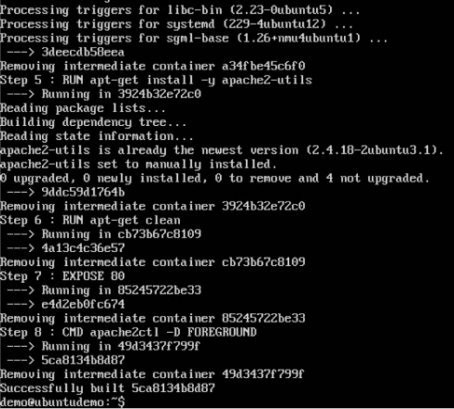 Processing triggers for libc-bin (2.23-0ubuntu5) ...
Processing triggers for systemd (229-4ubuntu12) ...
Processing triggers for sgml-base (1.26+nmu4ubuntu1) ...
 ---> 3deecdb58eea
Removing intermediate container a34fbe45c6f0
Step 5 : RUN apt-get install -y apache2-utils
 ---> Running in 3924b32e72c0
Reading package lists...
Building dependency tree...
Reading state information...
apache2-utils is already the newest version (2.4.18-2ubuntu3.1).
apache2-utils set to manually installed.
0 upgraded, 0 newly installed, 0 to remove and 4 not upgraded.
 ---> 9ddc59d1764b
Removing intermediate container 3924b32e72c0
Step 6 : RUN apt-get clean
 ---> Running in cb73b67c8109
 ---> 4a13c4c36e57
Removing intermediate container cb73b67c8109
Step 7 : EXPOSE 80
 ---> Running in 85245722be33
 ---> e4d2eb0fc674
Removing intermediate container 85245722be33
Step 8 : CMD apache2ctl -D FOREGROUND
 ---> Running in 49d3437f799f
 ---> 5ca8134b8d87
Removing intermediate container 49d3437f799f
Successfully built 5ca8134b8d87
demo@ubuntudemo:~$